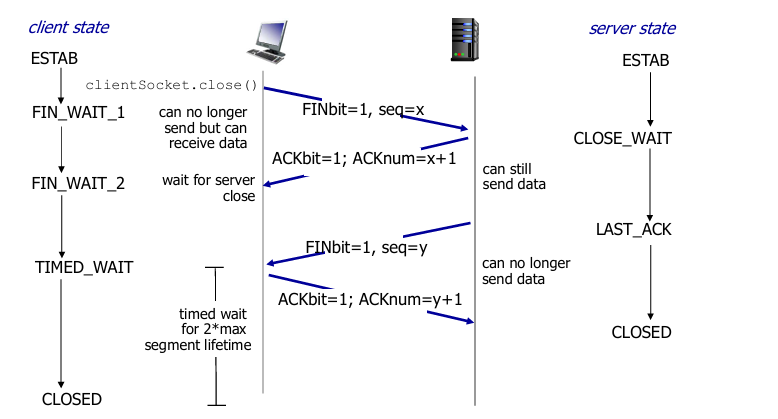 client state
server state
ESTAB
ESTAB
clientSocket.close()
FINbit=1, seq=x
FIN_WAIT_1
can no longer
send but can
receive data
CLOSE_WAIT
ACKbit=1; ACKnum=x+1
can still
send data
FIN_WAIT_2
wait for server
close
LAST_ACK
FINbit=1, seq=y
TIMED_WAIT
can no longer
send data
ACKbit=1; ACKnum=y+1
timed wait
for 2*max
segment lifetime
CLOSED
CLOSED